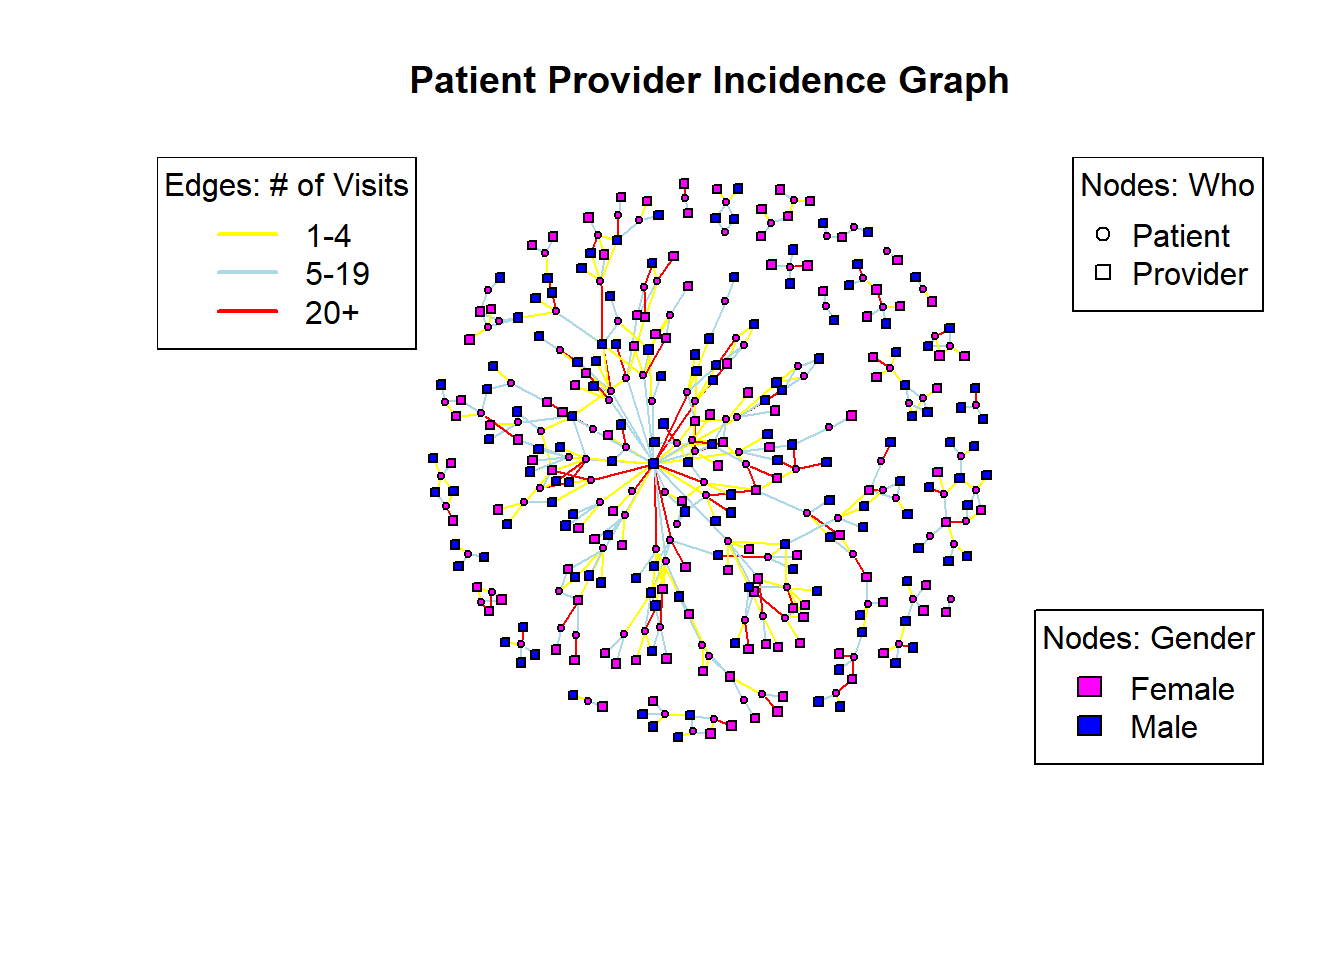 Patient Provider Incidence Graph
Edges: # of Visits
1-4
5-19
20+
Nodes: Who
Patient
Provider
Nodes: Gender
Female
Male